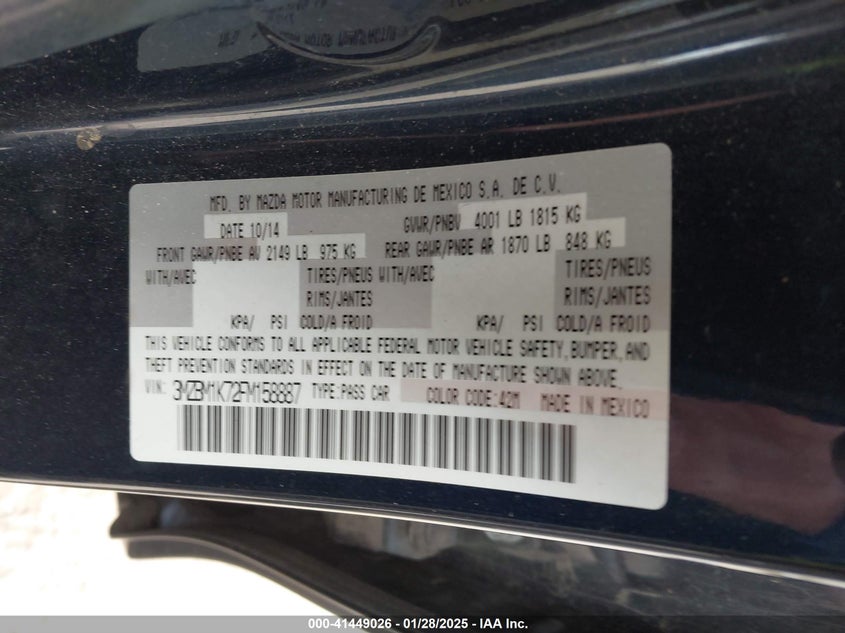 MFD. BY MAZDA MOTOR MANUFACTURING DE MEXICO S.A. DE C.V.
DATE 10/14 GVWR/PNBV 4001 LB 1815 KG
FRONT GAWR/PNBE AV 2149 LB 975 KG REAR GAWR/PNBE AR 1870 LB 848 KG
WITH/AVEC TIRES/PNEUS WITH/AVEC TIRES/PNEUS
RIMS/JANTES RIMS/JANTES
KPA/ PSI COLD/A FROID KPA/ PSI COLD/A FROID
THIS VEHICLE CONFORMS TO ALL APPLICABLE FEDERAL MOTOR VEHICLE SAFETY, BUMPER, AND
THEFT PREVENTION STANDARDS IN EFFECT ON THE DATE OF MANUFACTURE SHOWN ABOVE.
VIN: 3MZBM1K72FM158887 TYPE:PASS CAR COLOR CODE:42M MADE IN MEXICO
000-41449026 - 01/28/2025 - IAA Holdings, LLC.